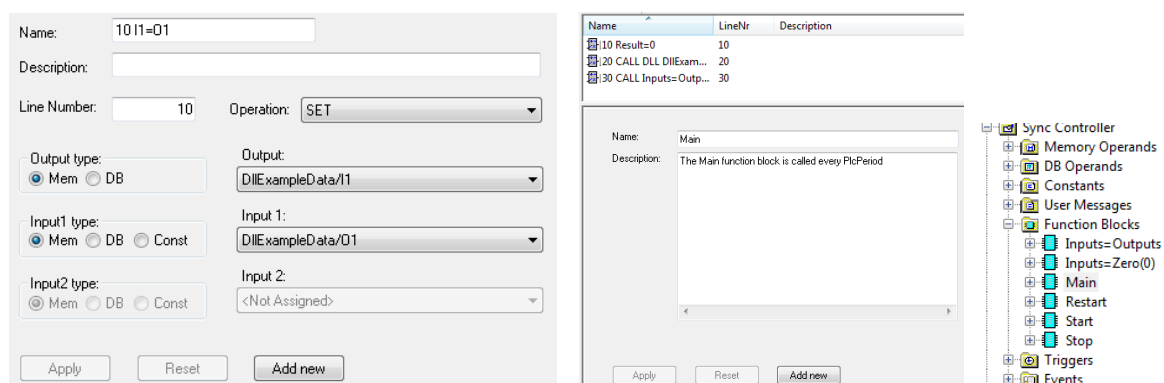 Name: 10 I1=O1
Description:
Line Number: 10 Operation: SET
Output type: Output:
Mem DB DllExampleData/I1
Input1 type: Input 1:
Mem DB Const DllExampleData/O1
Input2 type: Input 2:
Mem DB Const <Not Assigned>
Apply Reset Add new
Name LineNr Description
10 Result=0 10
20 CALL DLL DllExam... 20
30 CALL Inputs=Outp... 30
Name: Main
Description: The Main function block is called every PlcPeriod
Apply Reset Add new
Sync Controller
Memory Operands
DB Operands
Constants
User Messages
Function Blocks
Inputs=Outputs
Inputs=Zero(0)
Main
Restart
Start
Stop
Triggers
Events